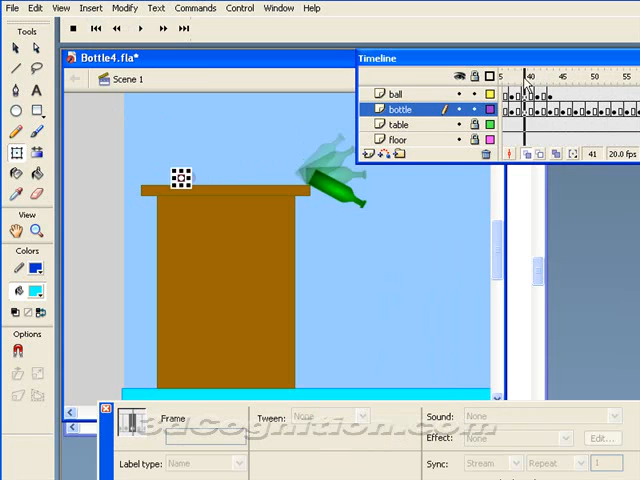 File Edit View Insert Modify Text Commands Control Window Help
Tools
Bottle4.fla*
Scene 1
Timeline
5 40 45 50 55
ball
bottle
table
floor
41 20.0 fps
View
Colors
Options
Frame
Tween: None
Sound: None
Effect: None Edit...
Label type: Name
Sync: Stream Repeat 1
3dCognition.com